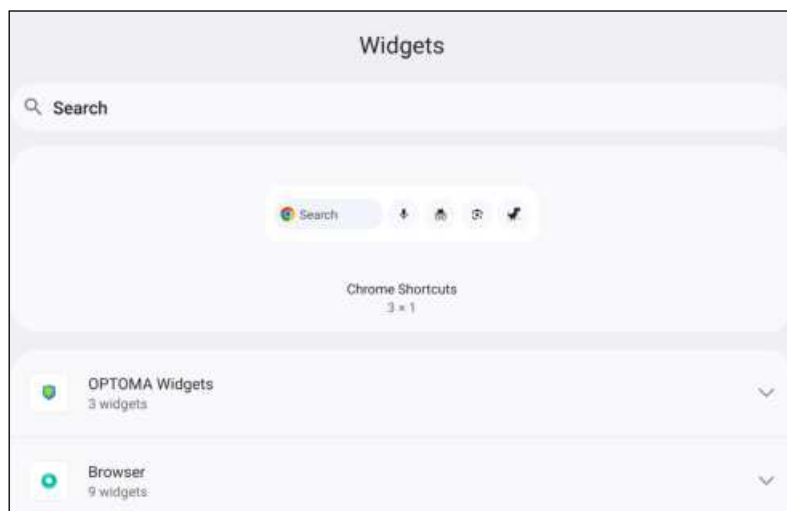 Widgets
Search
Search
Chrome Shortcuts
3 × 1
OPTOMA Widgets
3 widgets
Browser
9 widgets